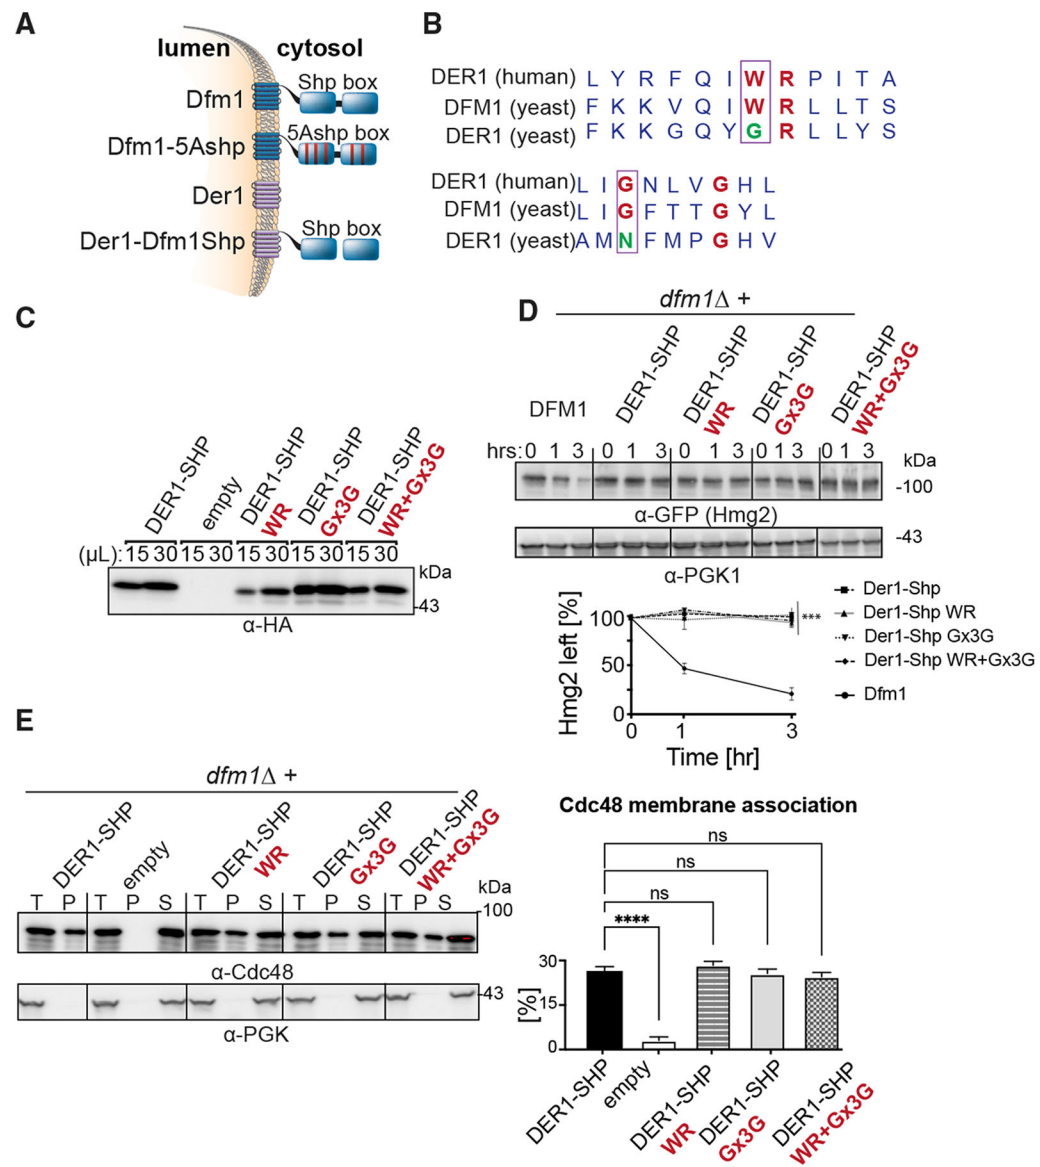 A
lumen cytosol
Shp box
Dfm1
5Ashp box
Dfm1-5Ashp
Der1
Shp box
Der1-Dfm1Shp
B
DER1 (human) L Y R F Q I W R P I T A
DFM1 (yeast) F K K V Q I W R L L T S
DER1 (yeast) F K K G Q Y G R L L Y S
DER1 (human) L I G N L V G H L
DFM1 (yeast) L I G F T T G Y L
DER1 (yeast) A M N F M P G H V
C
DER1-SHP
empty
DER1-SHP WR
DER1-SHP Gx3G
DER1-SHP WR+Gx3G
(µL): 15 30 15 30 15 30 15 30 15 30
kDa
-43
α-HA
D
dfm1Δ +
DFM1
DER1-SHP
DER1-SHP WR
DER1-SHP Gx3G
DER1-SHP WR+Gx3G
hrs: 0 1 3 0 1 3 0 1 3 0 1 3 0 1 3
kDa
-100
α-GFP (Hmg2)
-43
α-PGK1
Hmg2 left [%]
100
50
0
0 1 3
Time [hr]
***
Der1-Shp
Der1-Shp WR
Der1-Shp Gx3G
Der1-Shp WR+Gx3G
Dfm1
E
dfm1Δ +
DER1-SHP
empty
DER1-SHP WR
DER1-SHP Gx3G
DER1-SHP WR+Gx3G
T P T P S T P S T P S T P S
kDa
-100
α-Cdc48
-43
α-PGK
Cdc48 membrane association
ns
ns
ns
****
[%]
30
15
0
DER1-SHP
empty
DER1-SHP WR
DER1-SHP Gx3G
DER1-SHP WR+Gx3G